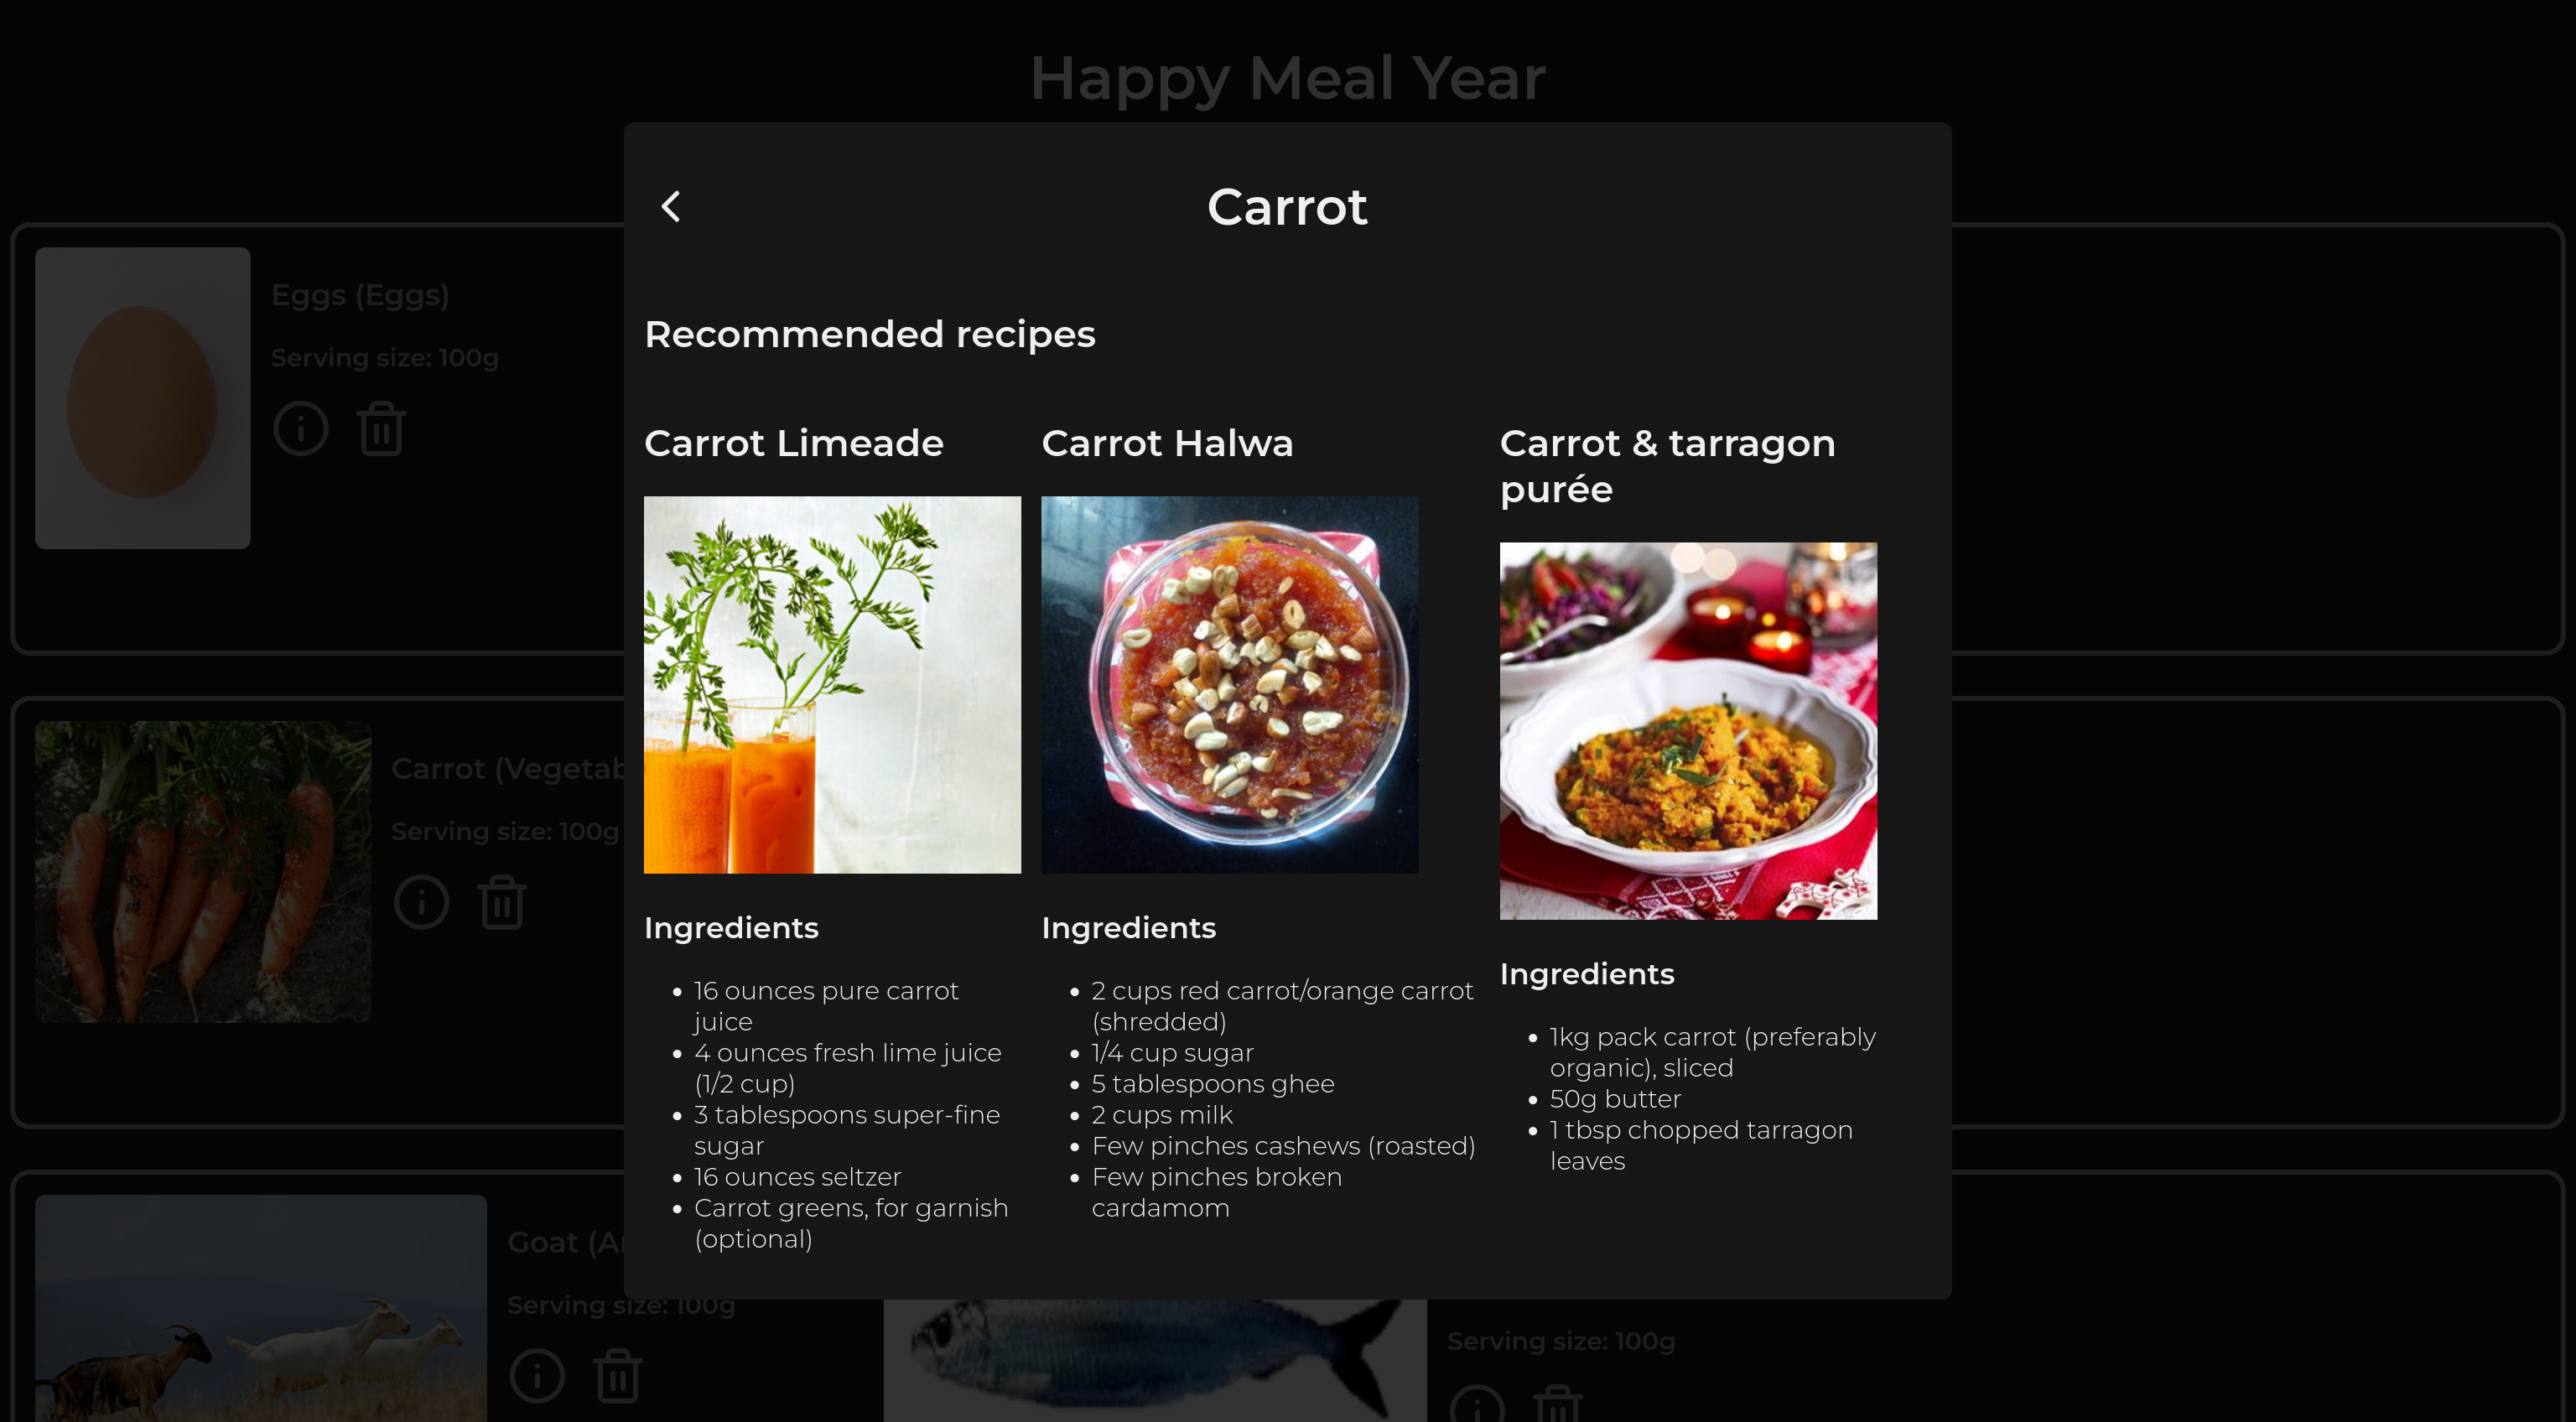 Happy Meal Year
Eggs (Eggs)
Serving size: 100g
Carrot (Vegetab
Serving size: 100g
Goat (
Serving size: 100g
Serving size: 100g
Carrot
Recommended recipes
Carrot Limeade
Ingredients
16 ounces pure carrot
juice
4 ounces fresh lime juice
(1/2 cup)
3 tablespoons super-fine
sugar
16 ounces seltzer
Carrot greens, for garnish
(optional)
Carrot Halwa
Ingredients
2 cups red carrot/orange carrot
(shredded)
1/4 cup sugar
5 tablespoons ghee
2 cups milk
Few pinches cashews (roasted)
Few pinches broken
cardamom
Carrot & tarragon
purée
Ingredients
1kg pack carrot (preferably
organic), sliced
50g butter
1 tbsp chopped tarragon
leaves